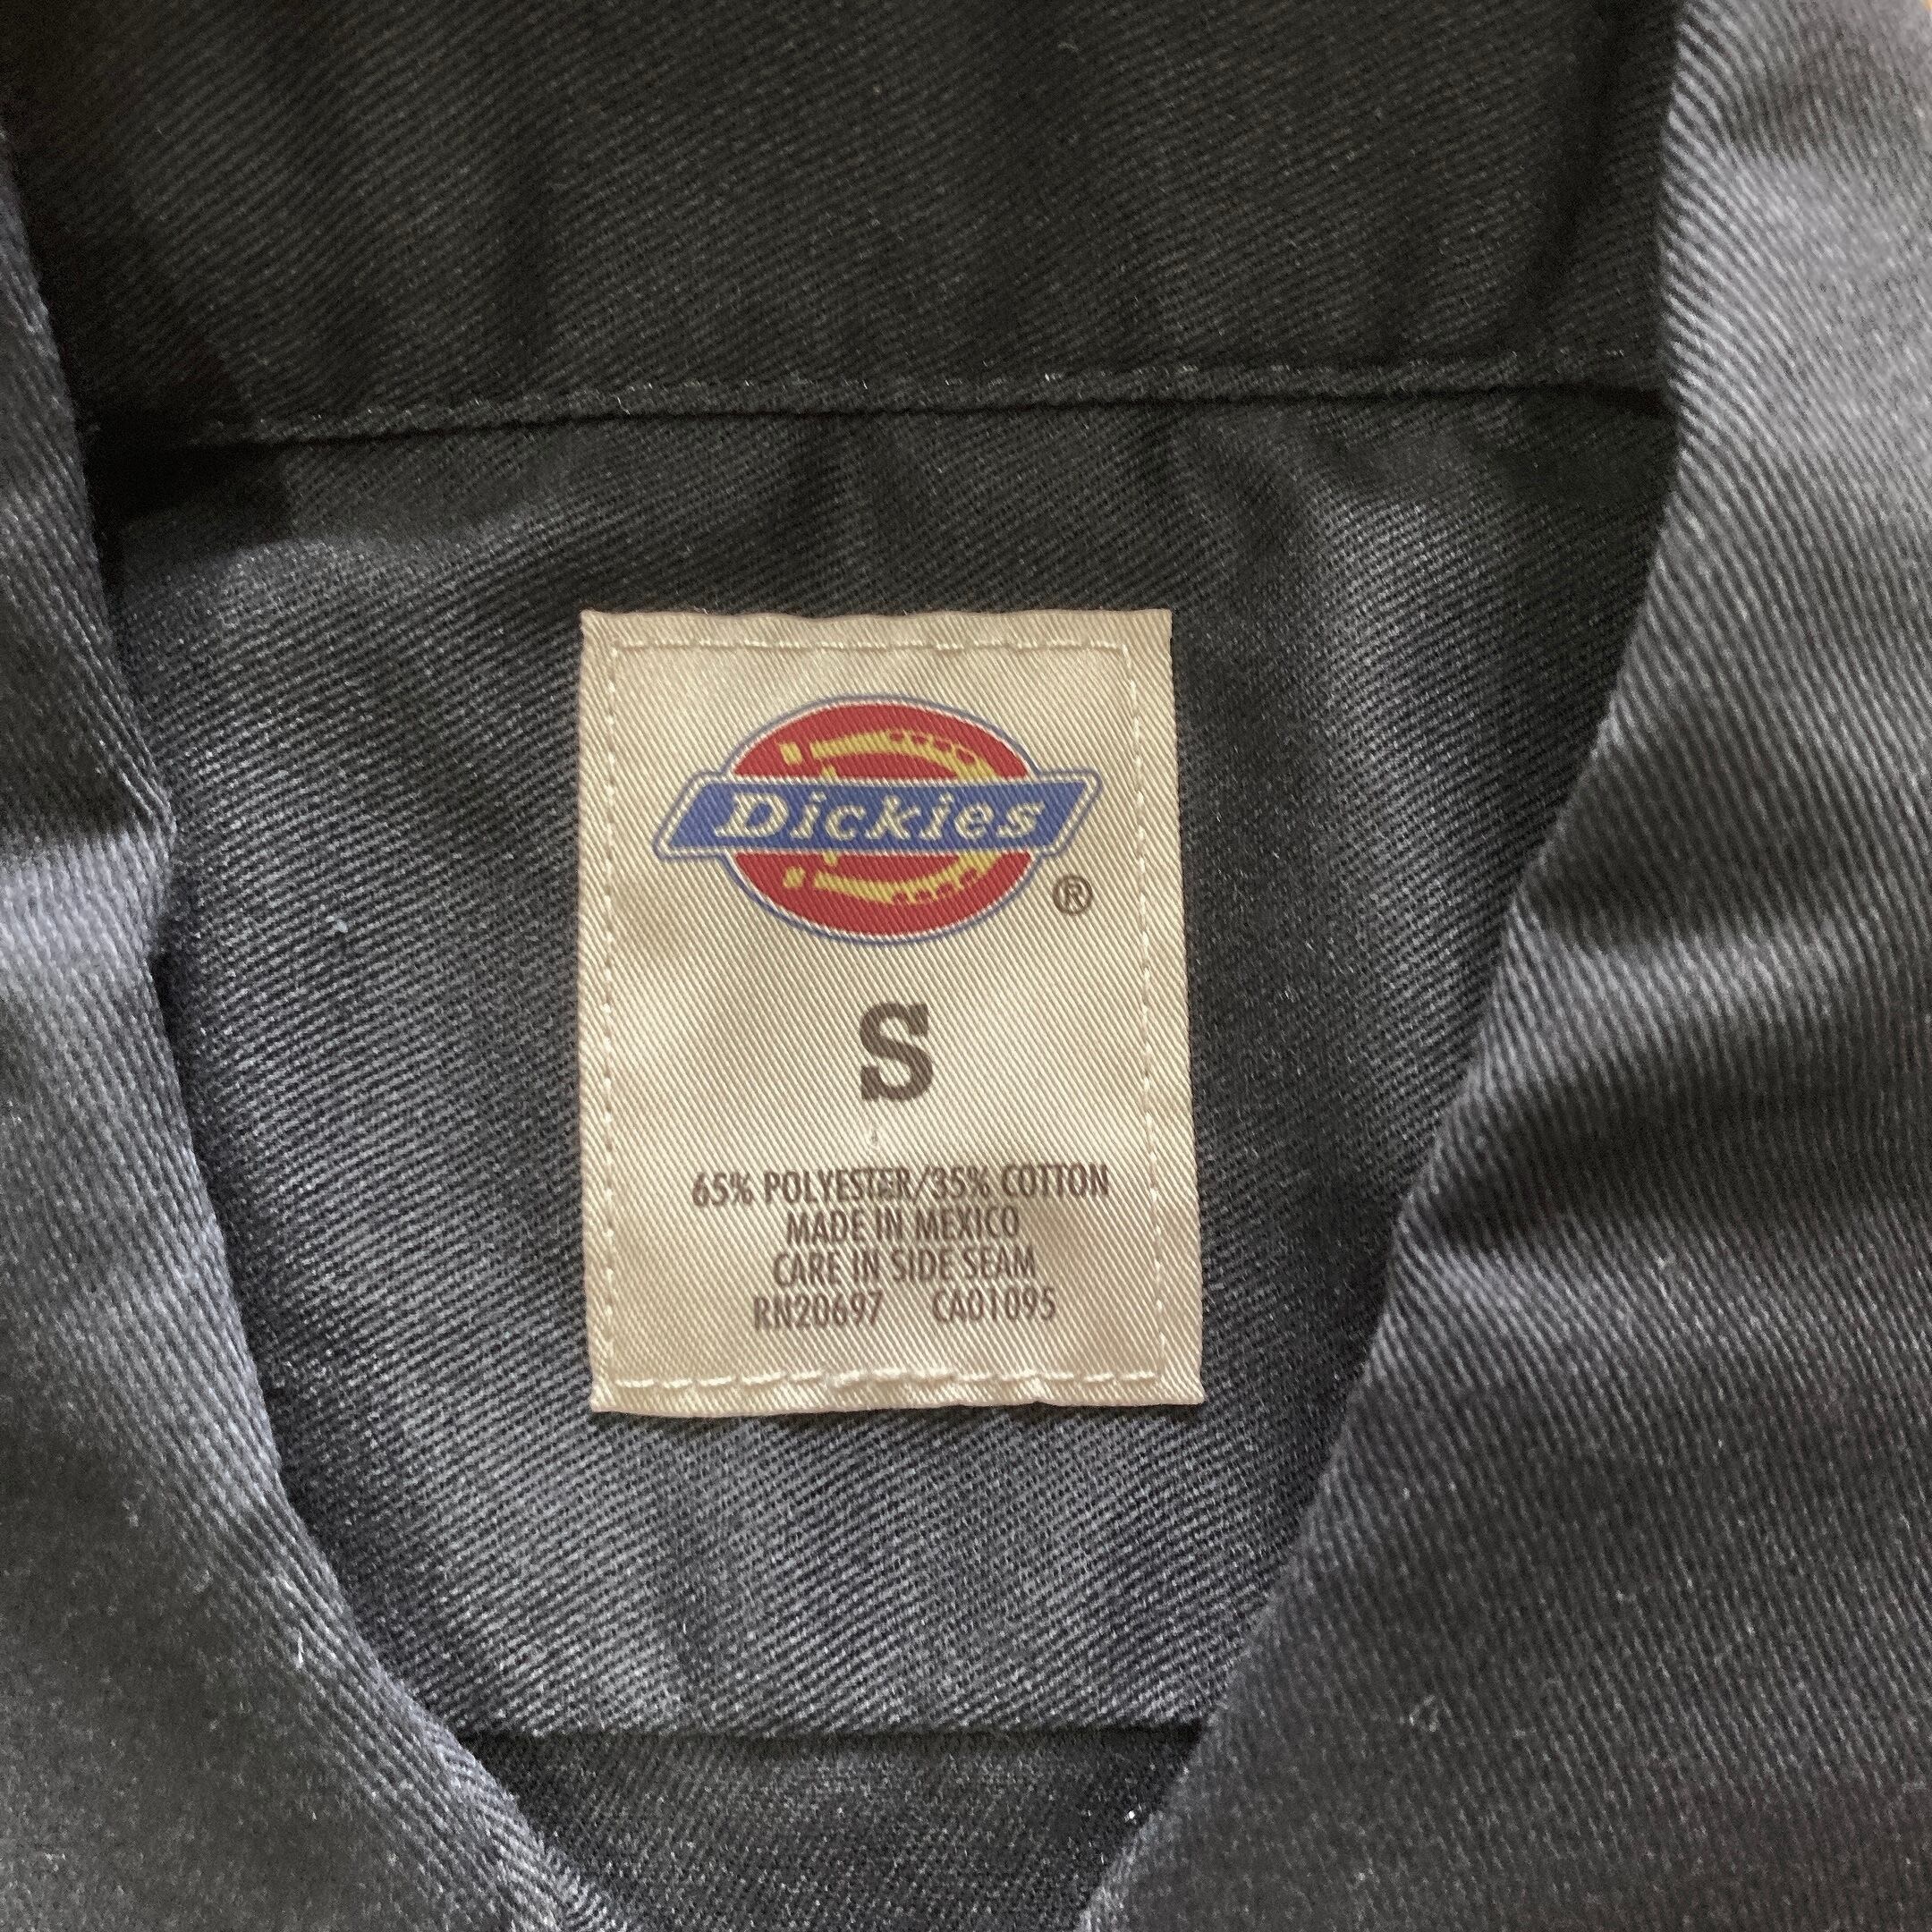 Dickies
®
S
65% POLYESTER/35% COTTON
MADE IN MEXICO
CARE IN SIDE SEAM
RN20697 CA01095